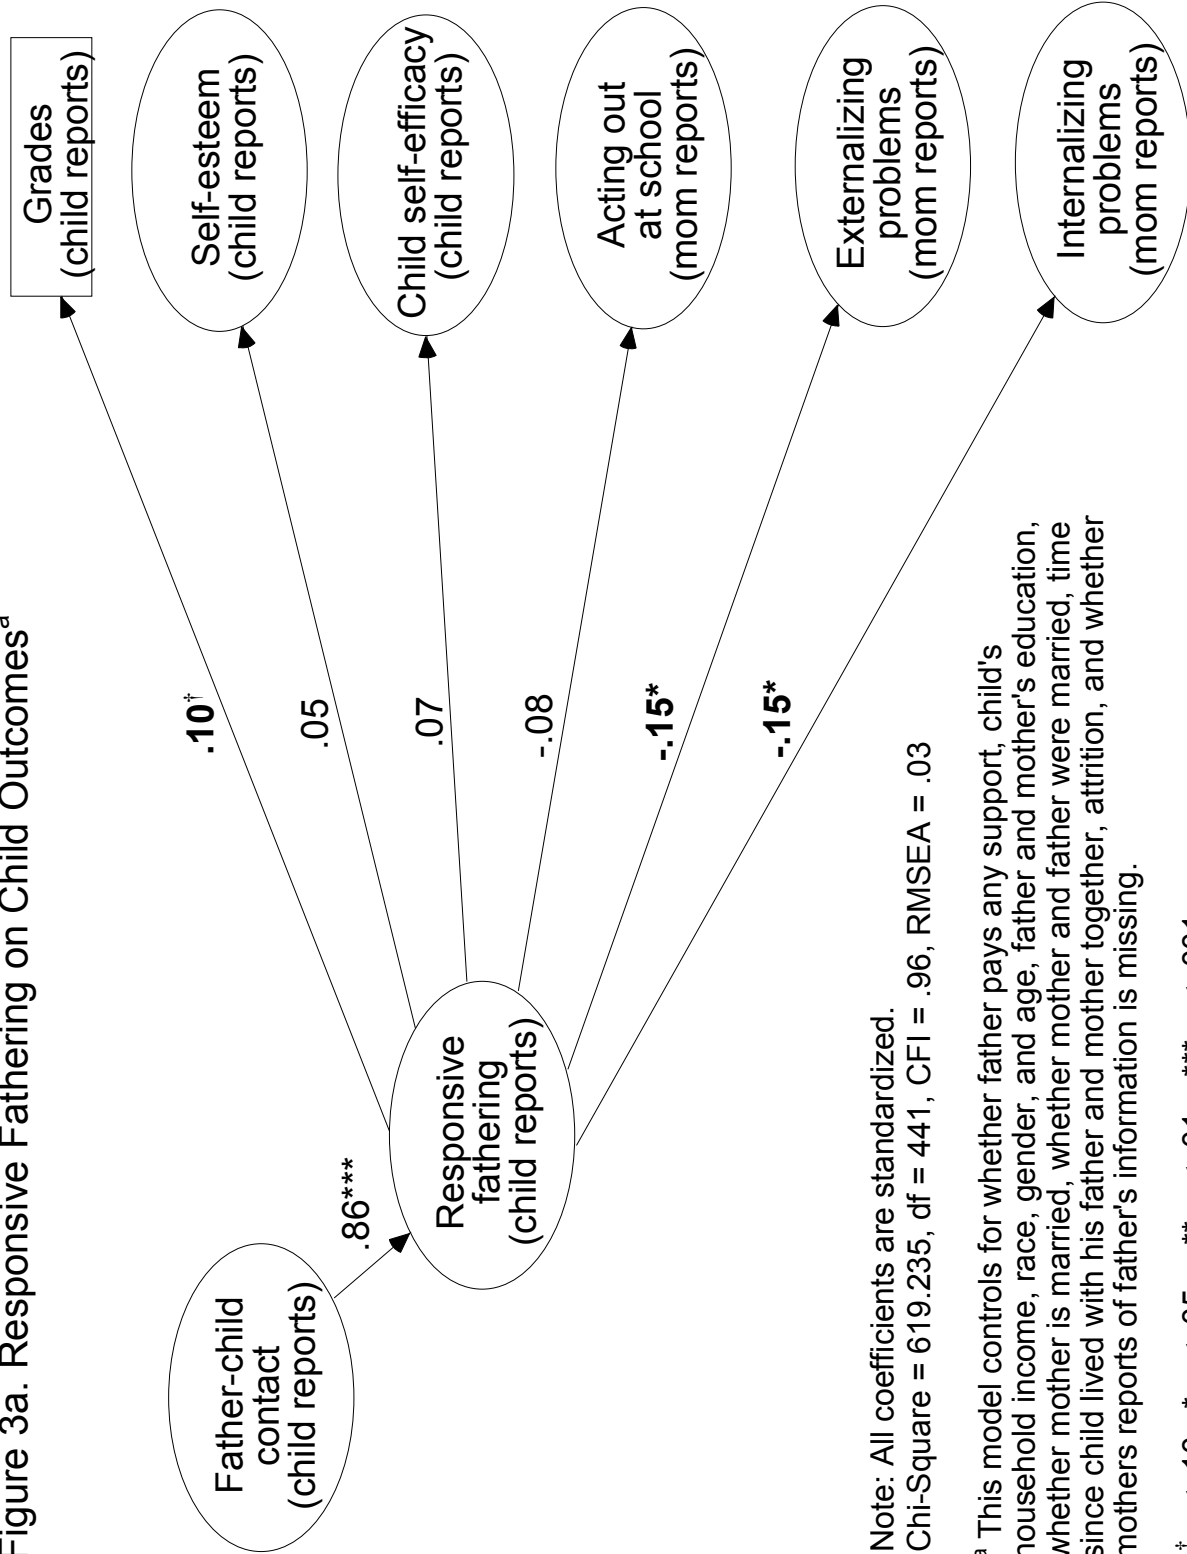 Figure 3a. Responsive Fathering on Child Outcomesᵃ
Grades
(child reports)
Self-esteem
(child reports)
Child self-efficacy
(child reports)
Acting out
at school
(mom reports)
Externalizing
problems
(mom reports)
Internalizing
problems
(mom reports)
.10†
.05
.07
-.08
-.15*
-.15*
Father-child
contact
(child reports)
.86***
Responsive
fathering
(child reports)
Note: All coefficients are standardized.
Chi-Square = 619.235, df = 441, CFI = .96, RMSEA = .03
ᵃ This model controls for whether father pays any support, child's
household income, race, gender, and age, father and mother's education,
whether mother is married, whether mother and father were married, time
since child lived with his father and mother together, attrition, and whether
mothers reports of father's information is missing.